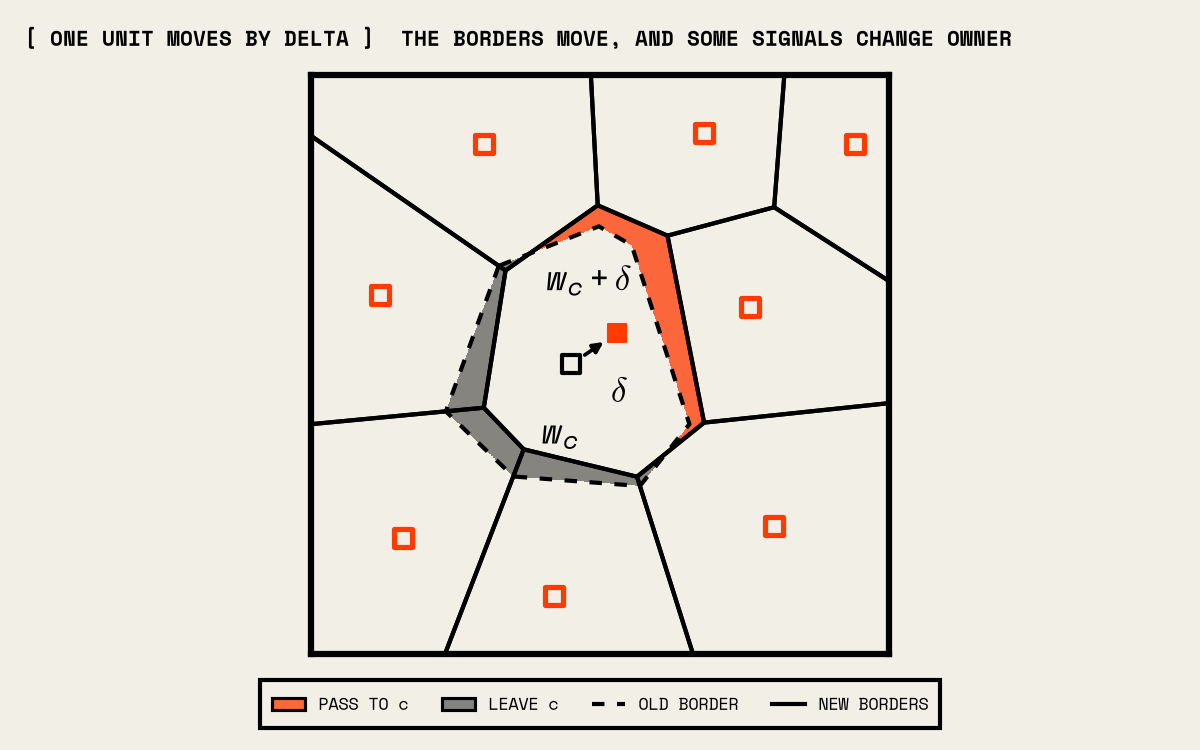 [ ONE UNIT MOVES BY DELTA ] THE BORDERS MOVE, AND SOME SIGNALS CHANGE OWNER
w_c + δ
δ
w_c
PASS TO c
LEAVE c
OLD BORDER
NEW BORDERS